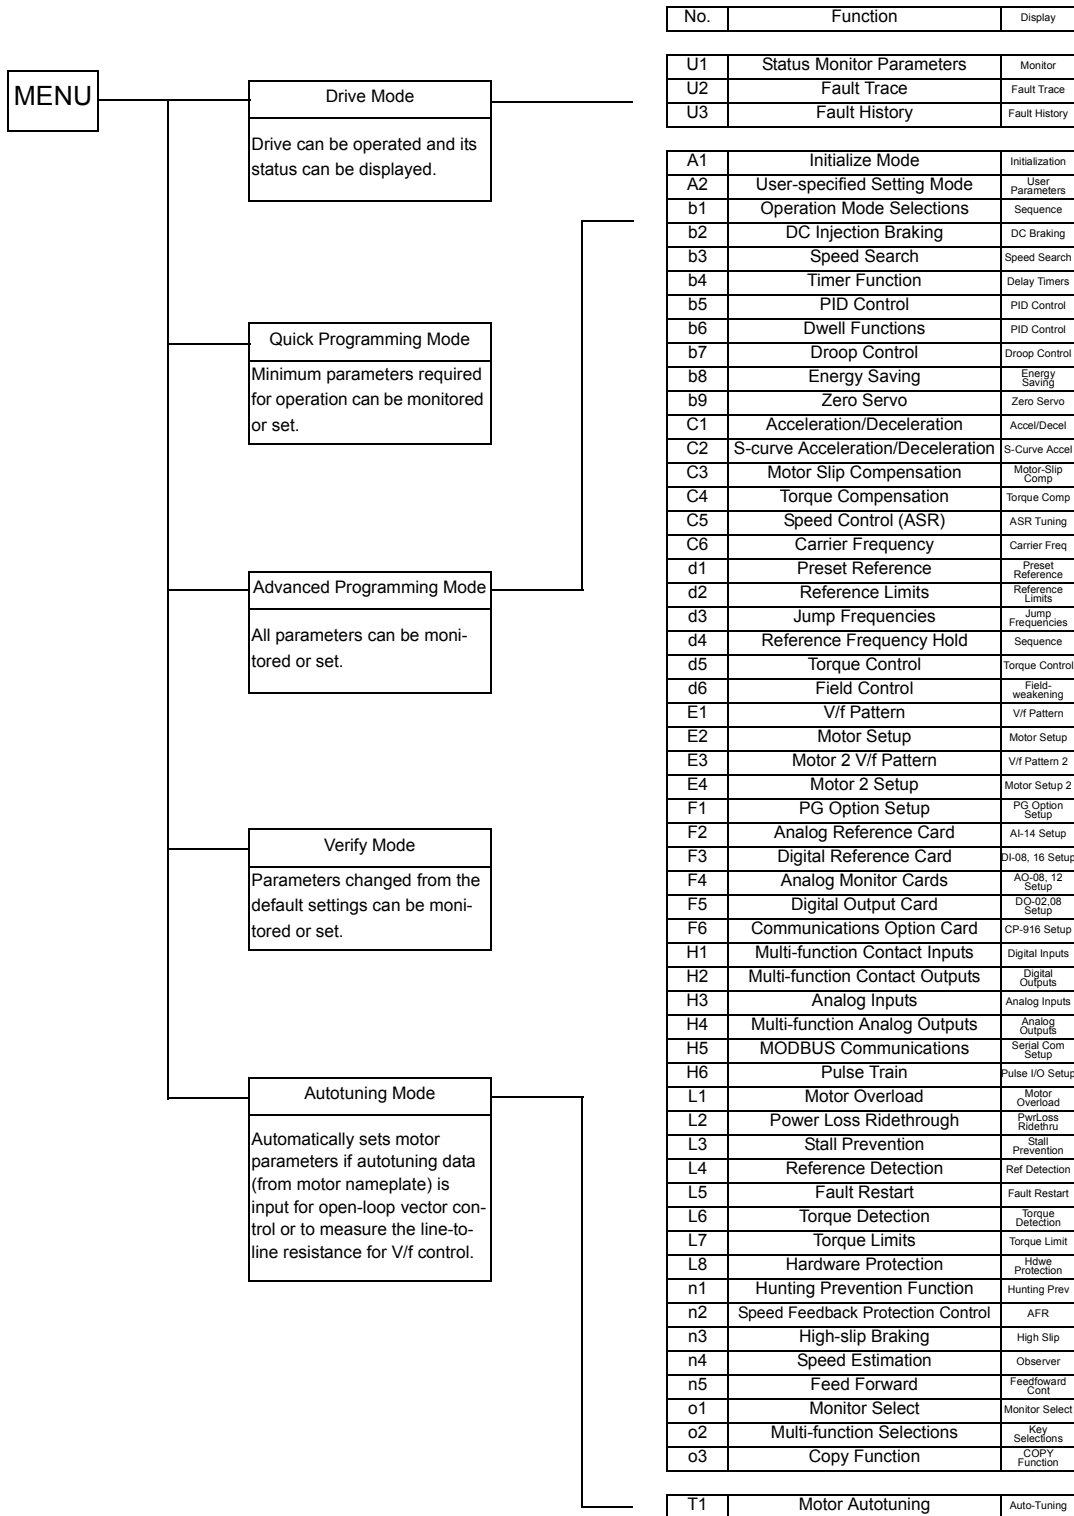 MENU
Drive Mode
Drive can be operated and its
status can be displayed.
Quick Programming Mode
Minimum parameters required
for operation can be monitored
or set.
Advanced Programming Mode
All parameters can be moni-
tored or set.
Verify Mode
Parameters changed from the
default settings can be moni-
tored or set.
Autotuning Mode
Automatically sets motor
parameters if autotuning data
(from motor nameplate) is
input for open-loop vector con-
trol or to measure the line-to-
line resistance for V/f control.
No. Function Display
U1 Status Monitor Parameters Monitor
U2 Fault Trace Fault Trace
U3 Fault History Fault History
A1 Initialize Mode Initialization
A2 User-specified Setting Mode User Parameters
b1 Operation Mode Selections Sequence
b2 DC Injection Braking DC Braking
b3 Speed Search Speed Search
b4 Timer Function Delay Timers
b5 PID Control PID Control
b6 Dwell Functions PID Control
b7 Droop Control Droop Control
b8 Energy Saving Energy Saving
b9 Zero Servo Zero Servo
C1 Acceleration/Deceleration Accel/Decel
C2 S-curve Acceleration/Deceleration S-Curve Accel
C3 Motor Slip Compensation Motor-Slip Comp
C4 Torque Compensation Torque Comp
C5 Speed Control (ASR) ASR Tuning
C6 Carrier Frequency Carrier Freq
d1 Preset Reference Preset Reference
d2 Reference Limits Reference Limits
d3 Jump Frequencies Jump Frequencies
d4 Reference Frequency Hold Sequence
d5 Torque Control Torque Control
d6 Field Control Field-weakening
E1 V/f Pattern V/f Pattern
E2 Motor Setup Motor Setup
E3 Motor 2 V/f Pattern V/f Pattern 2
E4 Motor 2 Setup Motor Setup 2
F1 PG Option Setup PG Option Setup
F2 Analog Reference Card AI-14 Setup
F3 Digital Reference Card DI-08, 16 Setup
F4 Analog Monitor Cards AO-08, 12 Setup
F5 Digital Output Card DO-02,08 Setup
F6 Communications Option Card CP-916 Setup
H1 Multi-function Contact Inputs Digital Inputs
H2 Multi-function Contact Outputs Digital Outputs
H3 Analog Inputs Analog Inputs
H4 Multi-function Analog Outputs Analog Outputs
H5 MODBUS Communications Serial Com Setup
H6 Pulse Train Pulse I/O Setup
L1 Motor Overload Motor Overload
L2 Power Loss Ridethrough PwrLoss Ridethru
L3 Stall Prevention Stall Prevention
L4 Reference Detection Ref Detection
L5 Fault Restart Fault Restart
L6 Torque Detection Torque Detection
L7 Torque Limits Torque Limit
L8 Hardware Protection Hdwe Protection
n1 Hunting Prevention Function Hunting Prev
n2 Speed Feedback Protection Control AFR
n3 High-slip Braking High Slip
n4 Speed Estimation Observer
n5 Feed Forward Feedfoward Cont
o1 Monitor Select Monitor Select
o2 Multi-function Selections Key Selections
o3 Copy Function COPY Function
T1 Motor Autotuning Auto-Tuning